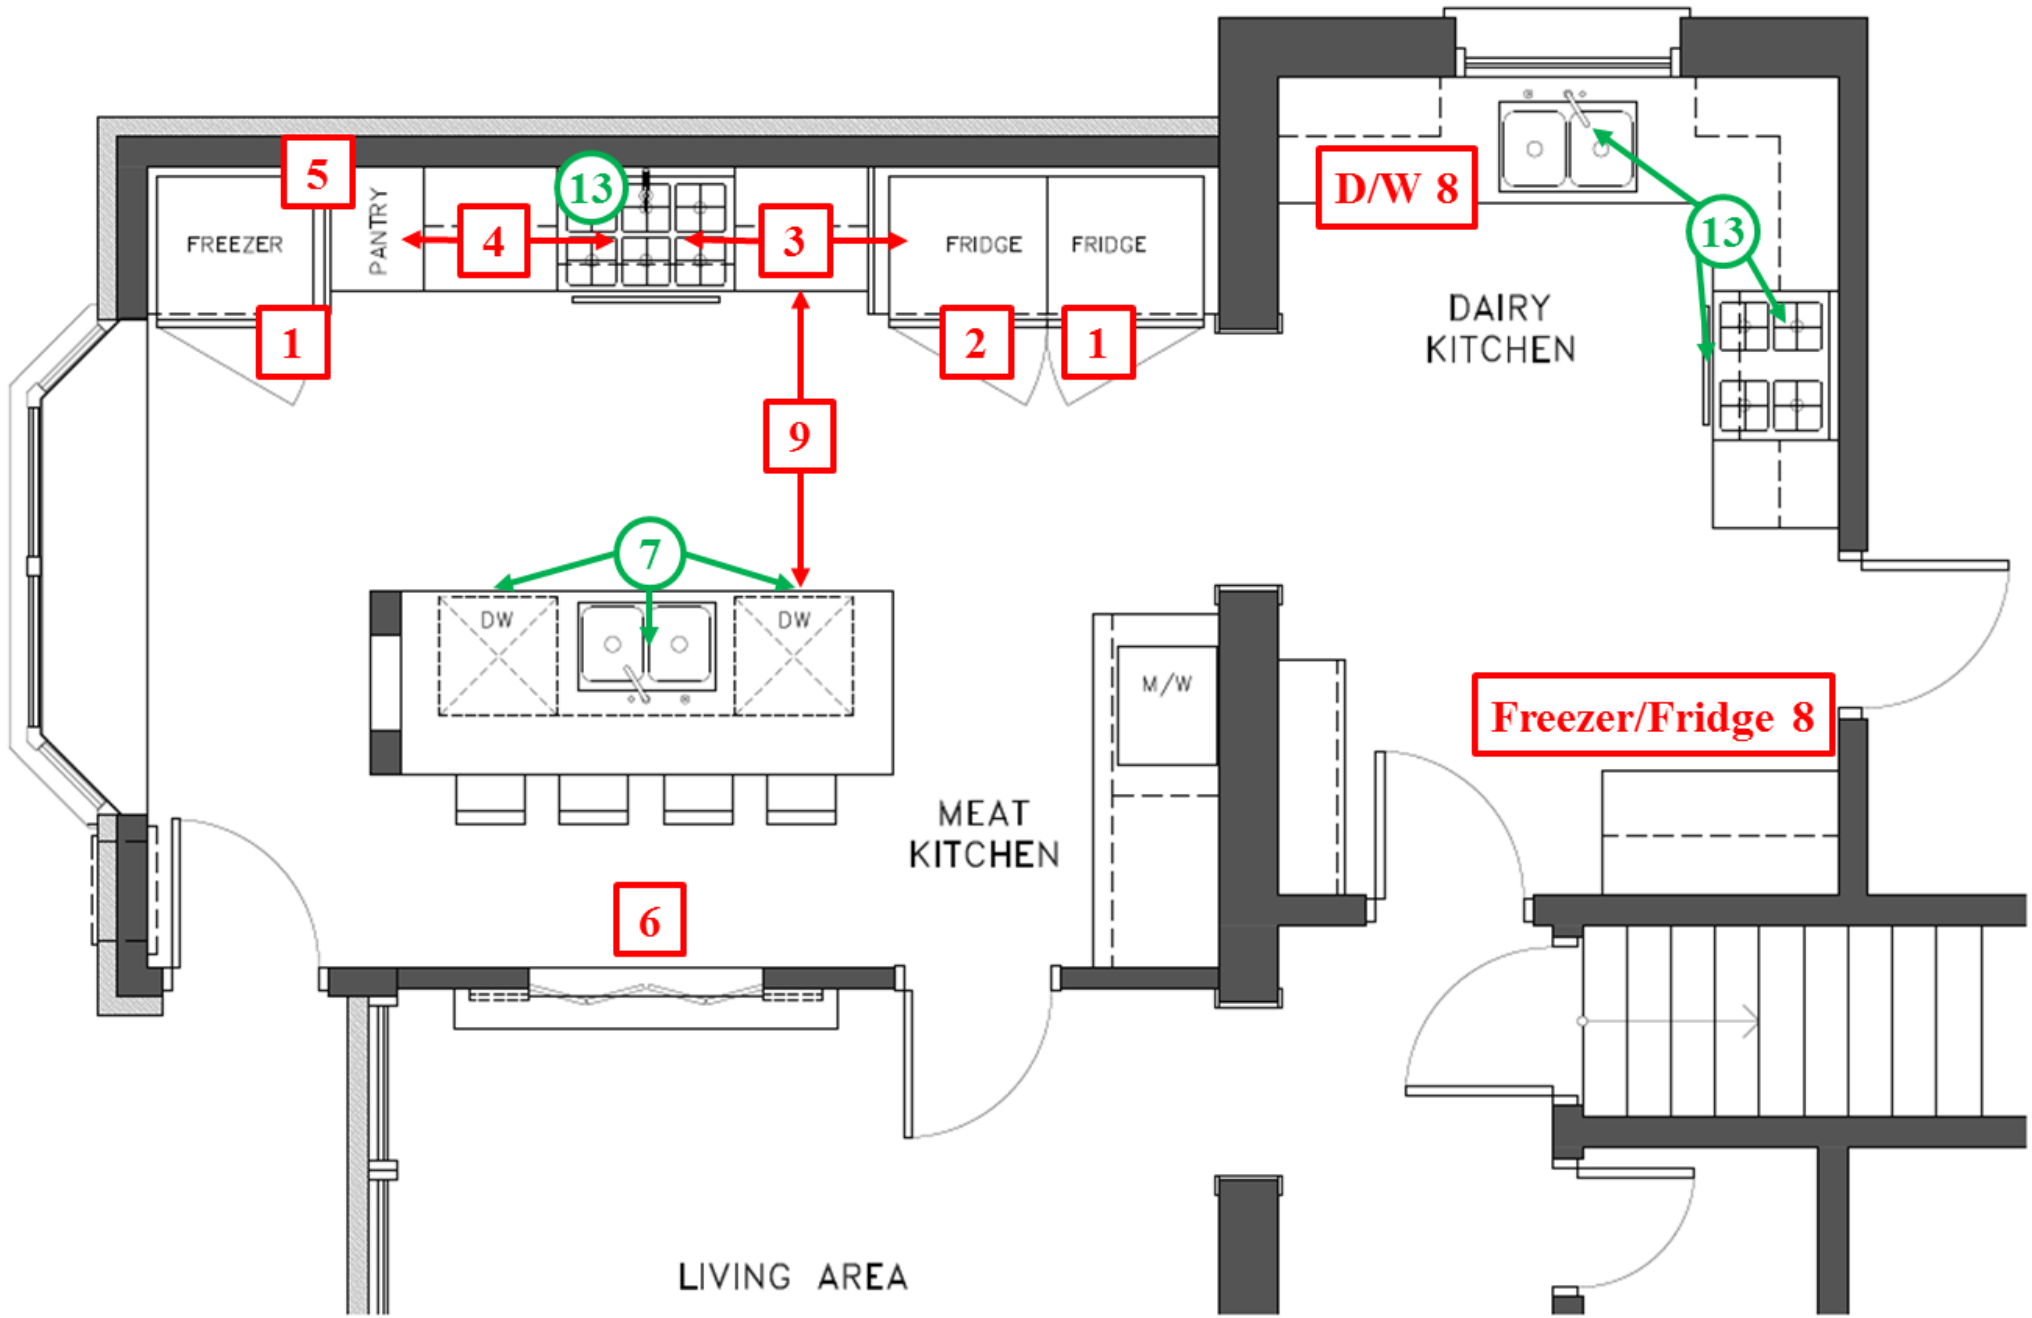 5
13
D/W 8
13
FREEZER
PANTRY
4
3
FRIDGE
FRIDGE
DAIRY
KITCHEN
1
2
1
9
7
DW
DW
M/W
Freezer/Fridge 8
MEAT
KITCHEN
6
LIVING AREA